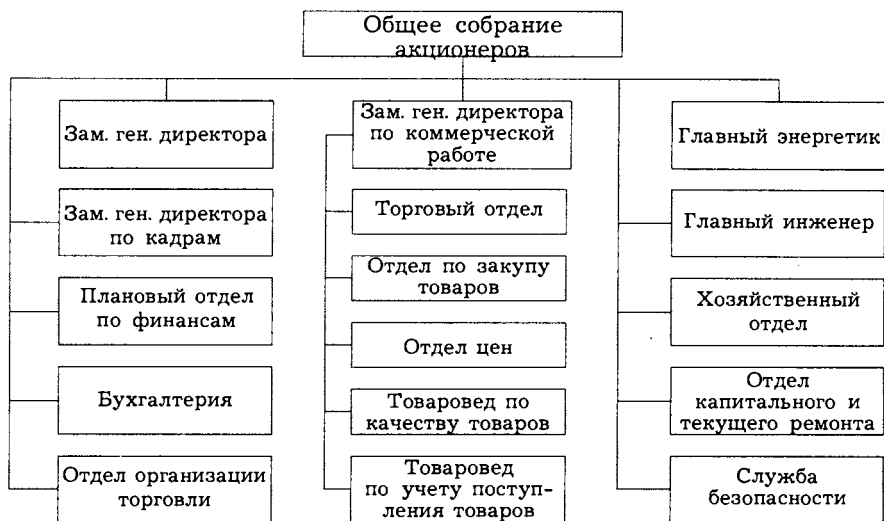 Общее собрание
акционеров
Зам. ген. директора
Зам. ген. директора
по кадрам
Плановый отдел
по финансам
Бухгалтерия
Отдел организации
торговли
Зам. ген. директора
по коммерческой
работе
Торговый отдел
Отдел по закупу
товаров
Отдел цен
Товаровед по
качеству товаров
Товаровед
по учету поступ-
ления товаров
Главный энергетик
Главный инженер
Хозяйственный
отдел
Отдел
капитального и
текущего ремонта
Служба
безопасности